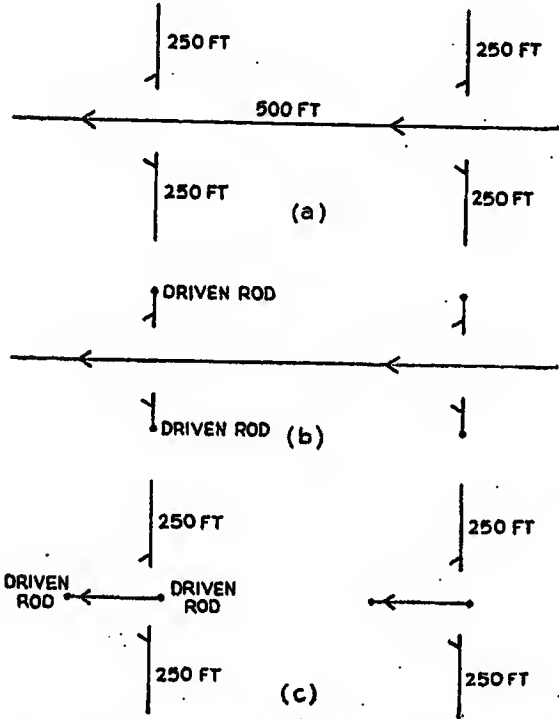 250 FT 250 FT
500 FT
250 FT 250 FT
(a)
DRIVEN ROD
DRIVEN ROD (b)
250 FT 250 FT
DRIVEN ROD DRIVEN ROD
250 FT 250 FT
(c)